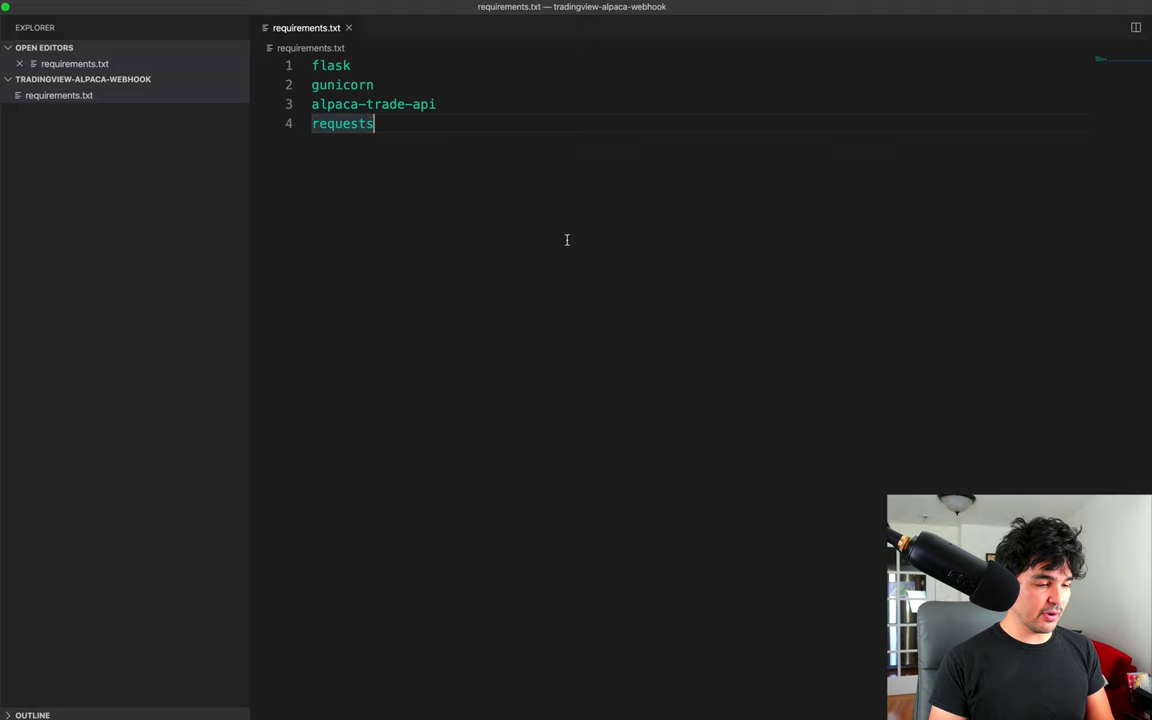 requirements.txt — tradingview-alpaca-webhook
EXPLORER
requirements.txt
OPEN EDITORS
requirements.txt
TRADINGVIEW-ALPACA-WEBHOOK
requirements.txt
requirements.txt
1 flask
2 gunicorn
3 alpaca-trade-api
4 requests
OUTLINE